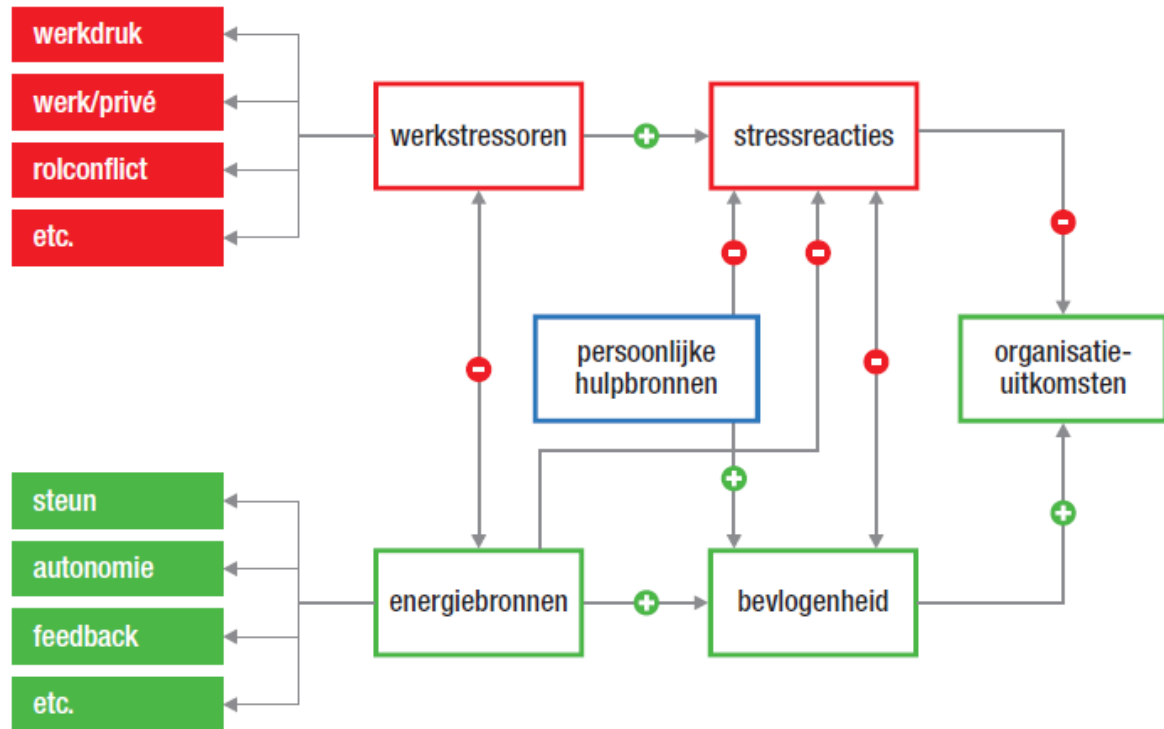 werkdruk
werk/privé
rolconflict
etc.
werkstressoren
stressreacties
persoonlijke
hulpbronnen
organisatie-
uitkomsten
steun
autonomie
feedback
etc.
energiebronnen
bevlogenheid